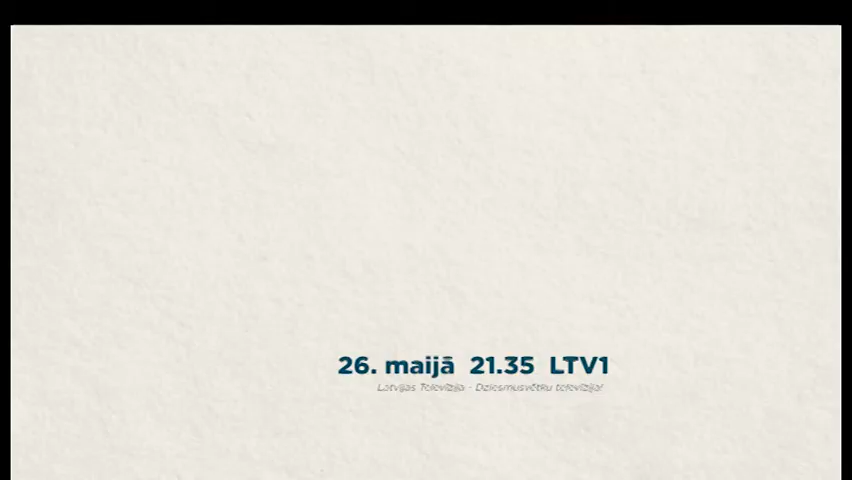 26. maijā 21.35 LTV1
Latvijas Televīzija - Dziesmusvētku televīzija!